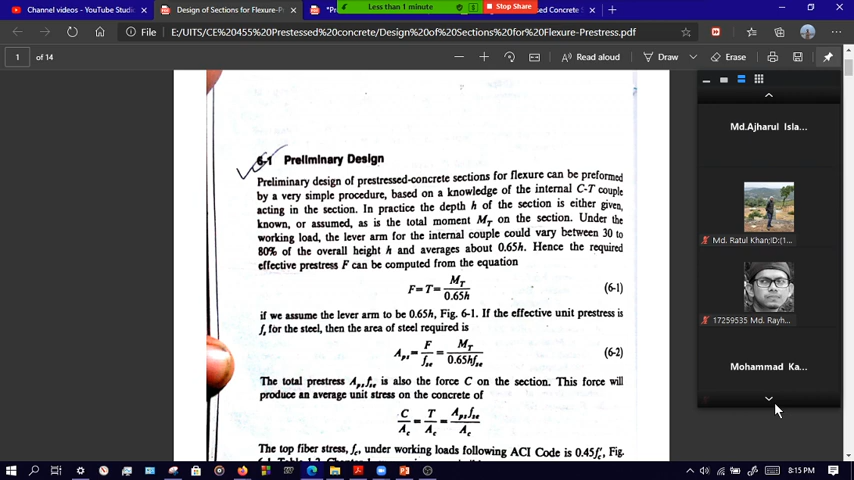 Channel videos - YouTube Studi
Design of Sections for Flexure-Pr
Less than 1 minute
Stop Share
sed Concrete S
File
E:/UITS/CE%20455%20Prestessed%20concrete/Design%20of%20Sections%20for%20Flexure-Prestress.pdf
1
of 14
Read aloud
Draw
Erase
6-1 Preliminary Design
Preliminary design of prestressed-concrete sections for flexure can be preformed
by a very simple procedure, based on a knowledge of the internal C-T couple
acting in the section. In practice the depth h of the section is either given,
known, or assumed, as is the total moment M_T on the section. Under the
working load, the lever arm for the internal couple could vary between 30 to
80% of the overall height h and averages about 0.65h. Hence the required
effective prestress F can be computed from the equation
F = T = M_T / 0.65h (6-1)
if we assume the lever arm to be 0.65h, Fig. 6-1. If the effective unit prestress is
f_se for the steel, then the area of steel required is
A_ps = F / f_se = M_T / 0.65hf_se (6-2)
The total prestress A_ps f_se is also the force C on the section. This force will
produce an average unit stress on the concrete of
C / A_c = T / A_c = A_ps f_se / A_c
The top fiber stress, f_c, under working loads following ACI Code is 0.45f'_c, Fig.
Md.Ajharul Isla...
Md. Ratul Khan;ID:(1...
17259535 Md. Rayh...
Mohammad Ka...
8:15 PM